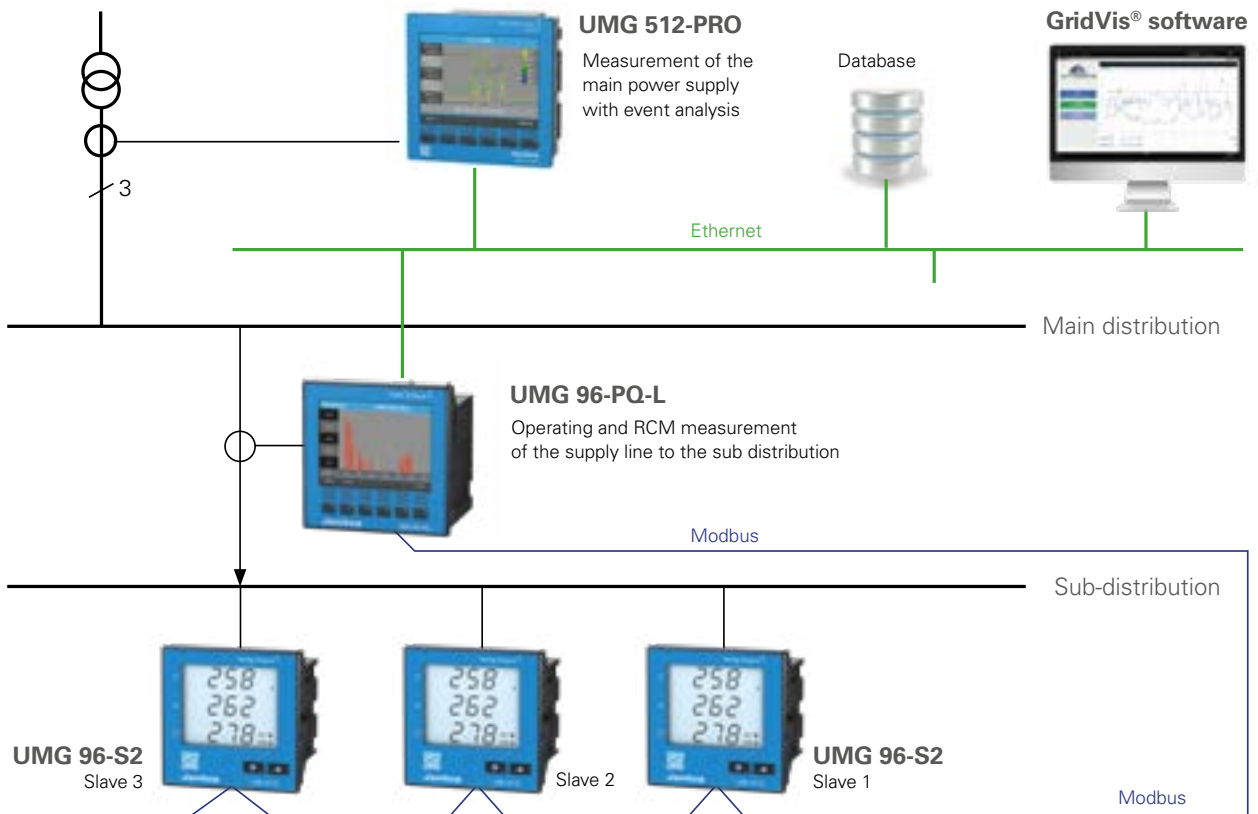 UMG 512-PRO
Measurement of the
main power supply
with event analysis
Database
GridVis® software
3
Ethernet
Main distribution
UMG 96-PQ-L
Operating and RCM measurement
of the supply line to the sub distribution
Modbus
Sub-distribution
258
262
278
258
262
278
258
262
278
UMG 96-S2
Slave 3
Slave 2
UMG 96-S2
Slave 1
Modbus